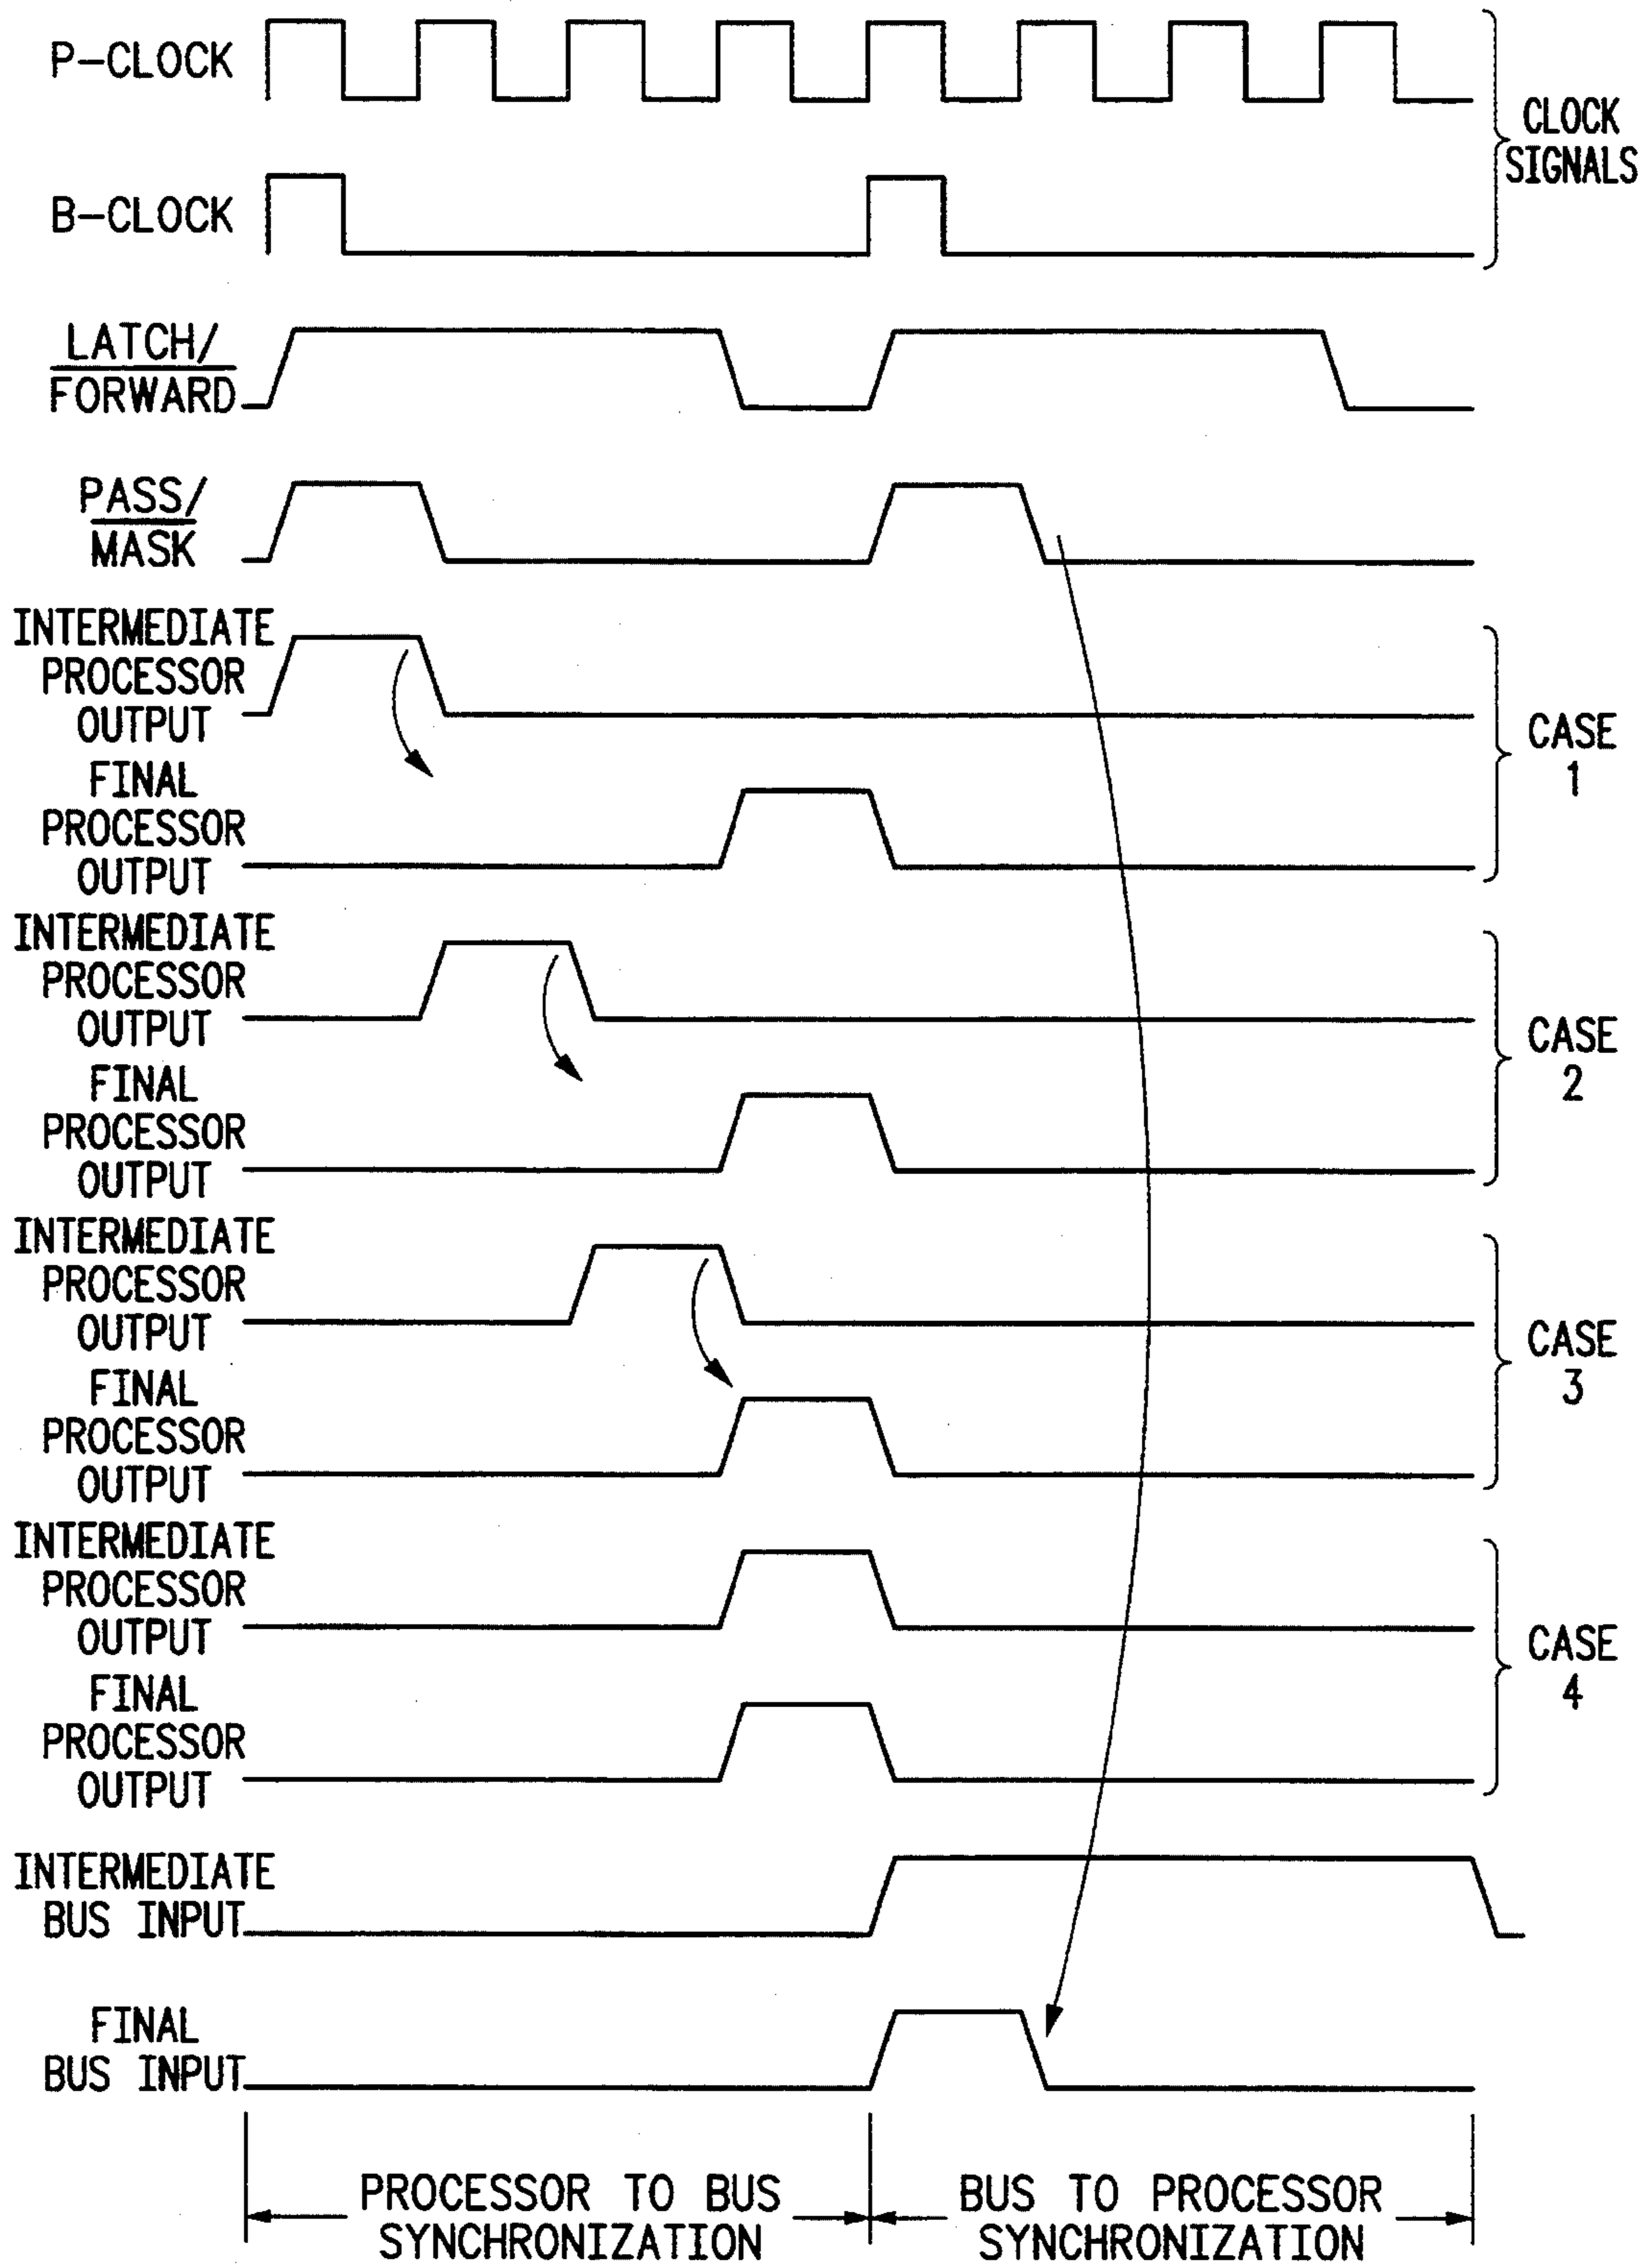 P-CLOCK
CLOCK
SIGNALS
B-CLOCK
LATCH/
FORWARD
PASS/
MASK
INTERMEDIATE
PROCESSOR
OUTPUT
CASE
1
FINAL
PROCESSOR
OUTPUT
INTERMEDIATE
PROCESSOR
OUTPUT
CASE
2
FINAL
PROCESSOR
OUTPUT
INTERMEDIATE
PROCESSOR
OUTPUT
CASE
3
FINAL
PROCESSOR
OUTPUT
INTERMEDIATE
PROCESSOR
OUTPUT
CASE
4
FINAL
PROCESSOR
OUTPUT
INTERMEDIATE
BUS INPUT
FINAL
BUS INPUT
PROCESSOR TO BUS
SYNCHRONIZATION
BUS TO PROCESSOR
SYNCHRONIZATION